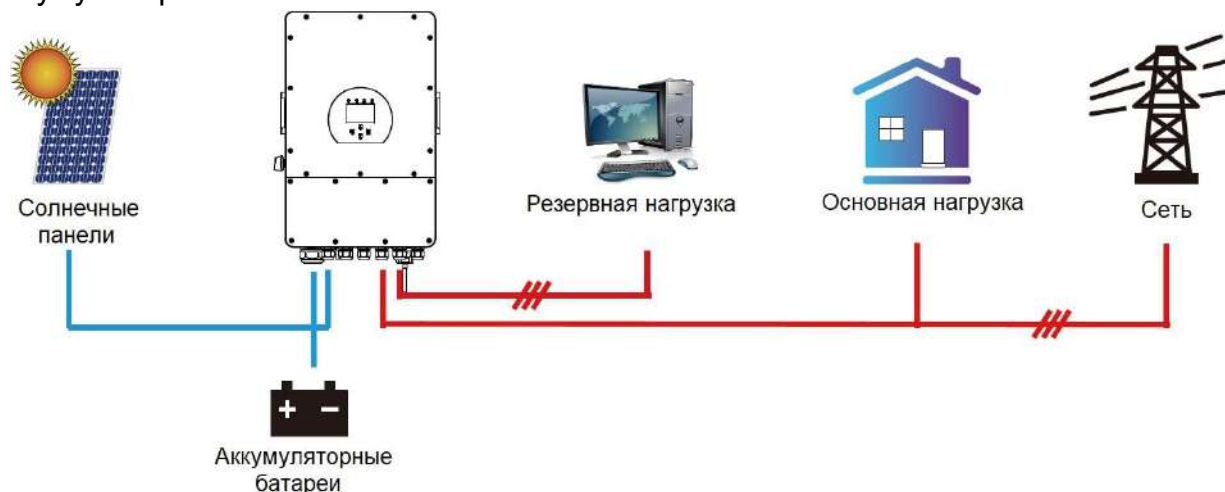 Солнечные
панели
Резервная нагрузка
Основная нагрузка
Сеть
+ -
Аккумуляторные
батареи